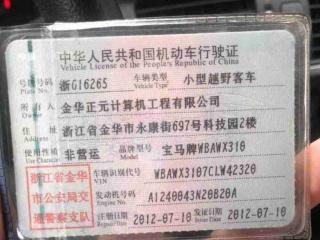 中华人民共和国机动车行驶证
Vehicle License of the People's Republic of China
号牌号码 浙G16265 车辆类型 小型越野客车
Plate No. Vehicle Type
所有人 金华正元计算机工程有限公司
Owner
住址 浙江省金华市永康街697号科技园2楼
Address
使用性质 非营运 品牌型号 宝马牌WBAWX310
Use Character Model
浙江省金华
市公安局交
通警察支队
车辆识别代号 WBAWX3107CLW42320
VIN
发动机号码 A1240043N20B20A
Engine No.
注册日期 2012-07-10 发证日期 2012-07-10
Register Date Issue Date